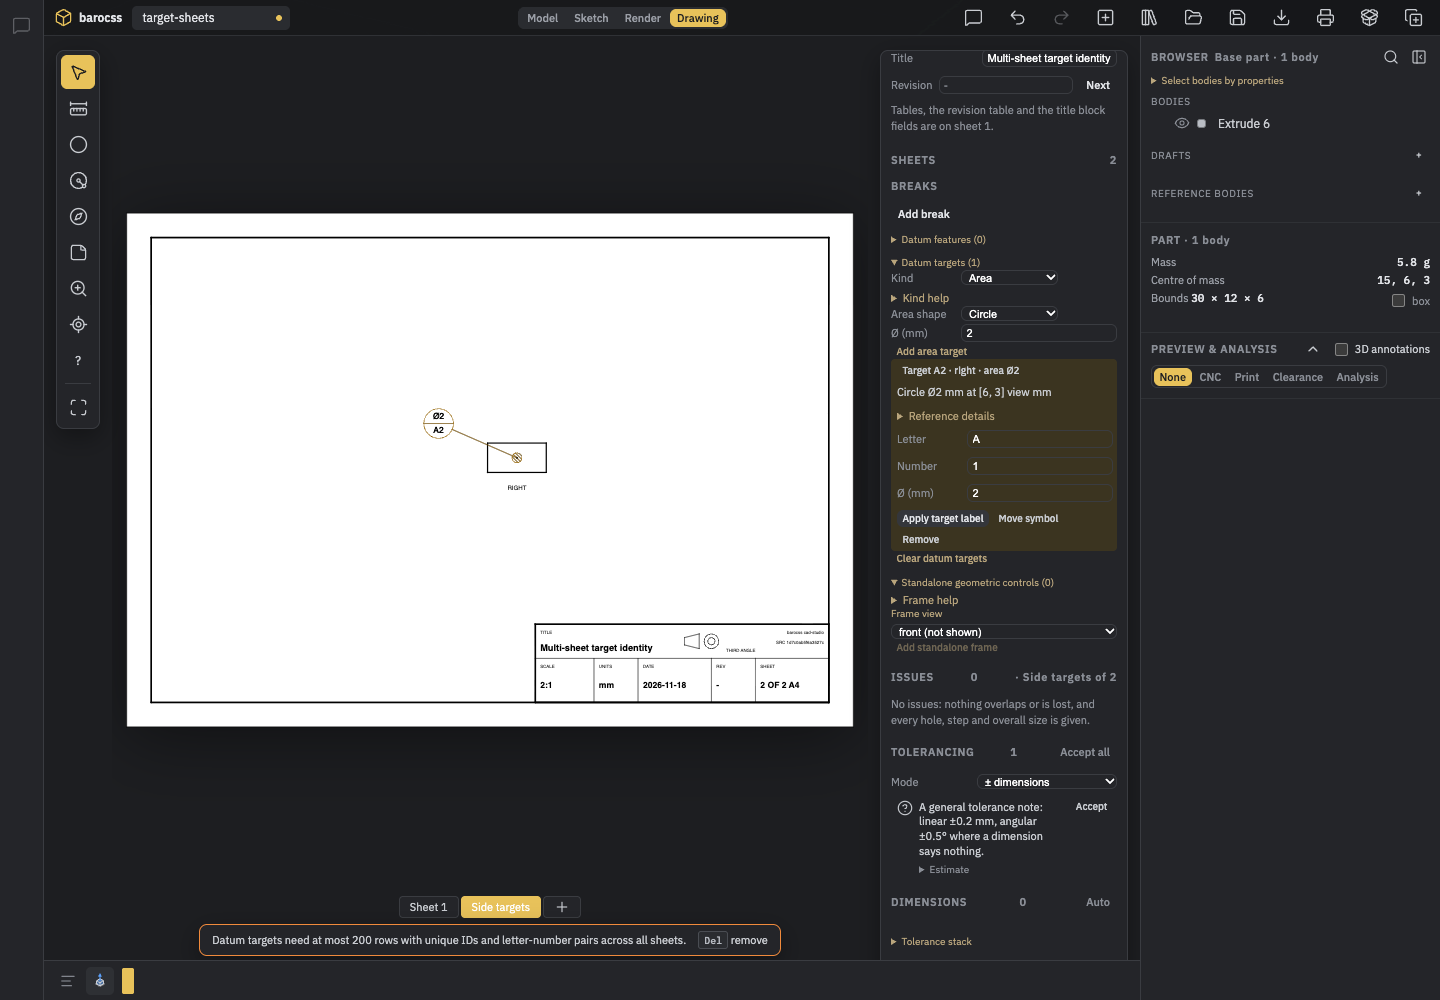 barocss
target-sheets
Model
Sketch
Render
Drawing
Title
Multi-sheet target identity
Revision
-
Next
Tables, the revision table and the title block
fields are on sheet 1.
SHEETS
2
BREAKS
Add break
Datum features (0)
Datum targets (1)
Kind
Area
Kind help
Area shape
Circle
Ø (mm)
2
Add area target
Target A2 · right · area Ø2
Circle Ø2 mm at [6, 3] view mm
Reference details
Letter
A
Number
1
Ø (mm)
2
Apply target label
Move symbol
Remove
Clear datum targets
Standalone geometric controls (0)
Frame help
Frame view
front (not shown)
Add standalone frame
ISSUES
0
· Side targets of 2
No issues: nothing overlaps or is lost, and
every hole, step and overall size is given.
TOLERANCING
1
Accept all
Mode
± dimensions
A general tolerance note:
linear ±0.2 mm, angular
±0.5° where a dimension
says nothing.
Accept
Estimate
DIMENSIONS
0
Auto
Tolerance stack
BROWSER Base part · 1 body
Select bodies by properties
BODIES
Extrude 6
DRAFTS
+
REFERENCE BODIES
+
PART · 1 body
Mass
5.8 g
Centre of mass
15, 6, 3
Bounds 30 × 12 × 6
box
PREVIEW & ANALYSIS
3D annotations
None
CNC
Print
Clearance
Analysis
?
Ø2
A2
RIGHT
TITLE
Multi-sheet target identity
THIRD ANGLE
barocss cad-studio
SCALE
2:1
UNITS
mm
DATE
2026-11-18
REV
-
SHEET
2 OF 2 A4
Sheet 1
Side targets
+
Datum targets need at most 200 rows with unique IDs and letter-number pairs across all sheets.
Del remove